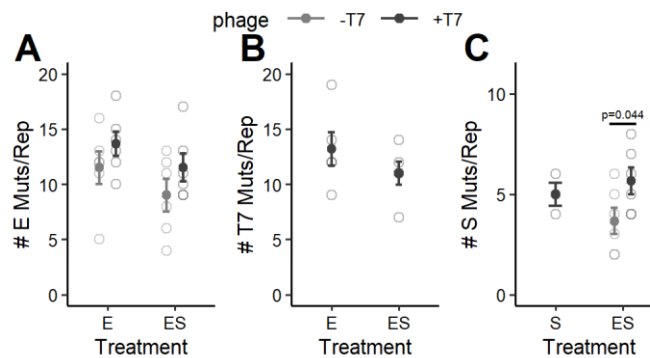 phage -T7 +T7
A
# E Muts/Rep
20
15
10
5
0
E ES
Treatment
B
# T7 Muts/Rep
20
15
10
5
0
E ES
Treatment
C
# S Muts/Rep
10
5
0
p=0.044
S ES
Treatment